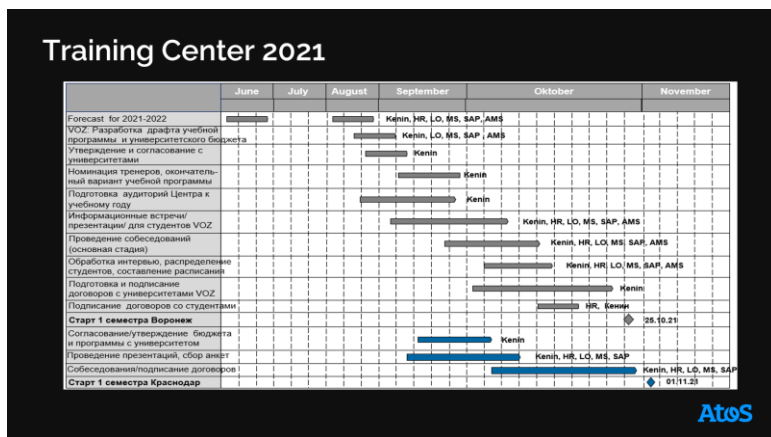 Training Center 2021
June July August September Oktober November
Forecast for 2021-2022 Kenin, HR, LO, MS, SAP, AMS
VOZ: Разработка драфта учебной
программы и университетского бюджета Kenin, LO, MS, SAP , AMS
Утверждение и согласование с
университетами Kenin
Номинация тренеров, окончатель-
ный вариант учебной программы Kenin
Подготовка аудиторий Центра к
учебному году Kenin
Информационные встречи/
презентации/ для студентов VOZ Kenin, HR, LO, MS, SAP, AMS
Проведение собеседований
(основная стадия) Kenin, HR, LO, MS, SAP, AMS
Обработка интервью, распределение
студентов, составление расписания Kenin, HR, LO, MS, SAP, AMS
Подготовка и подписание
договоров с университетами VOZ Kenin
Подписание договоров со студентами HR, Кенин
Старт 1 семестра Воронеж 25.10.21
Согласование/утверждение бюджета
и программы с университетом Kenin
Проведение презентаций, сбор анкет Kenin, HR, LO, MS, SAP
Собеседования/подписание договоров Kenin, HR, LO, MS, SAP
Старт 1 семестра Краснодар 01.11.21
Atos